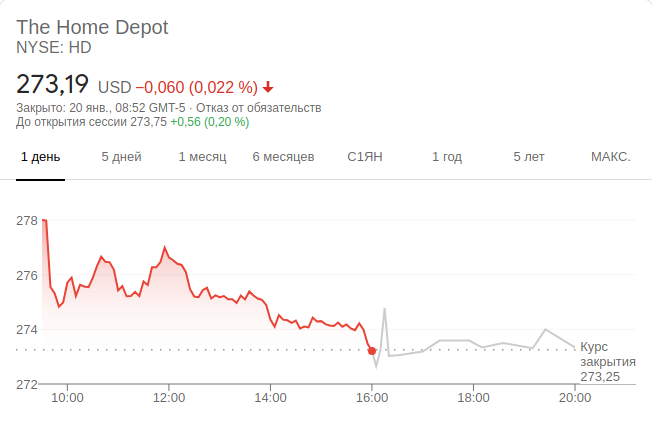 The Home Depot
NYSE: HD
273,19 USD −0,060 (0,022 %)
Закрыто: 20 янв., 08:52 GMT-5 · Отказ от обязательств
До открытия сессии 273,75 +0,56 (0,20 %)
1 день 5 дней 1 месяц 6 месяцев С1ЯН 1 год 5 лет МАКС.
278
276
274
Курс
закрытия
273,25
272
10:00 12:00 14:00 16:00 18:00 20:00